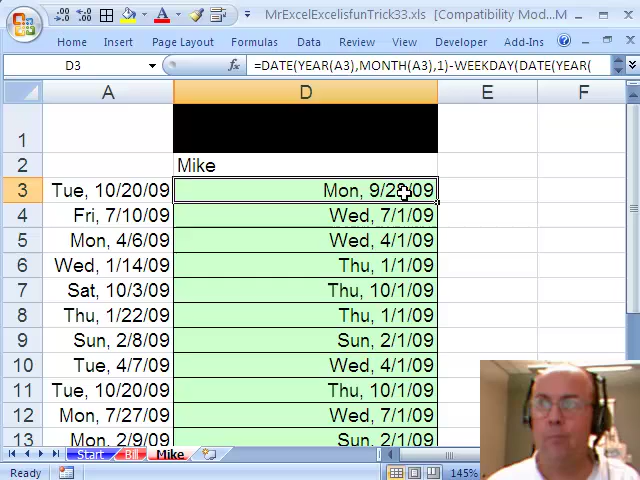 MrExcelExcelisfunTrick33.xls [Compatibility Mod... M
Home Insert Page Layout Formulas Data Review View Developer Add-Ins
D3 fx =DATE(YEAR(A3),MONTH(A3),1)-WEEKDAY(DATE(YEAR(
A D E F
1
2 Mike
3 Tue, 10/20/09 Mon, 9/28/09
4 Fri, 7/10/09 Wed, 7/1/09
5 Mon, 4/6/09 Wed, 4/1/09
6 Wed, 1/14/09 Thu, 1/1/09
7 Sat, 10/3/09 Thu, 10/1/09
8 Thu, 1/22/09 Thu, 1/1/09
9 Sun, 2/8/09 Sun, 2/1/09
10 Tue, 4/7/09 Wed, 4/1/09
11 Tue, 10/20/09 Thu, 10/1/09
12 Mon, 7/27/09 Wed, 7/1/09
13 Mon, 2/9/09 Sun, 2/1/09
Start Bill Mike
Ready 145%